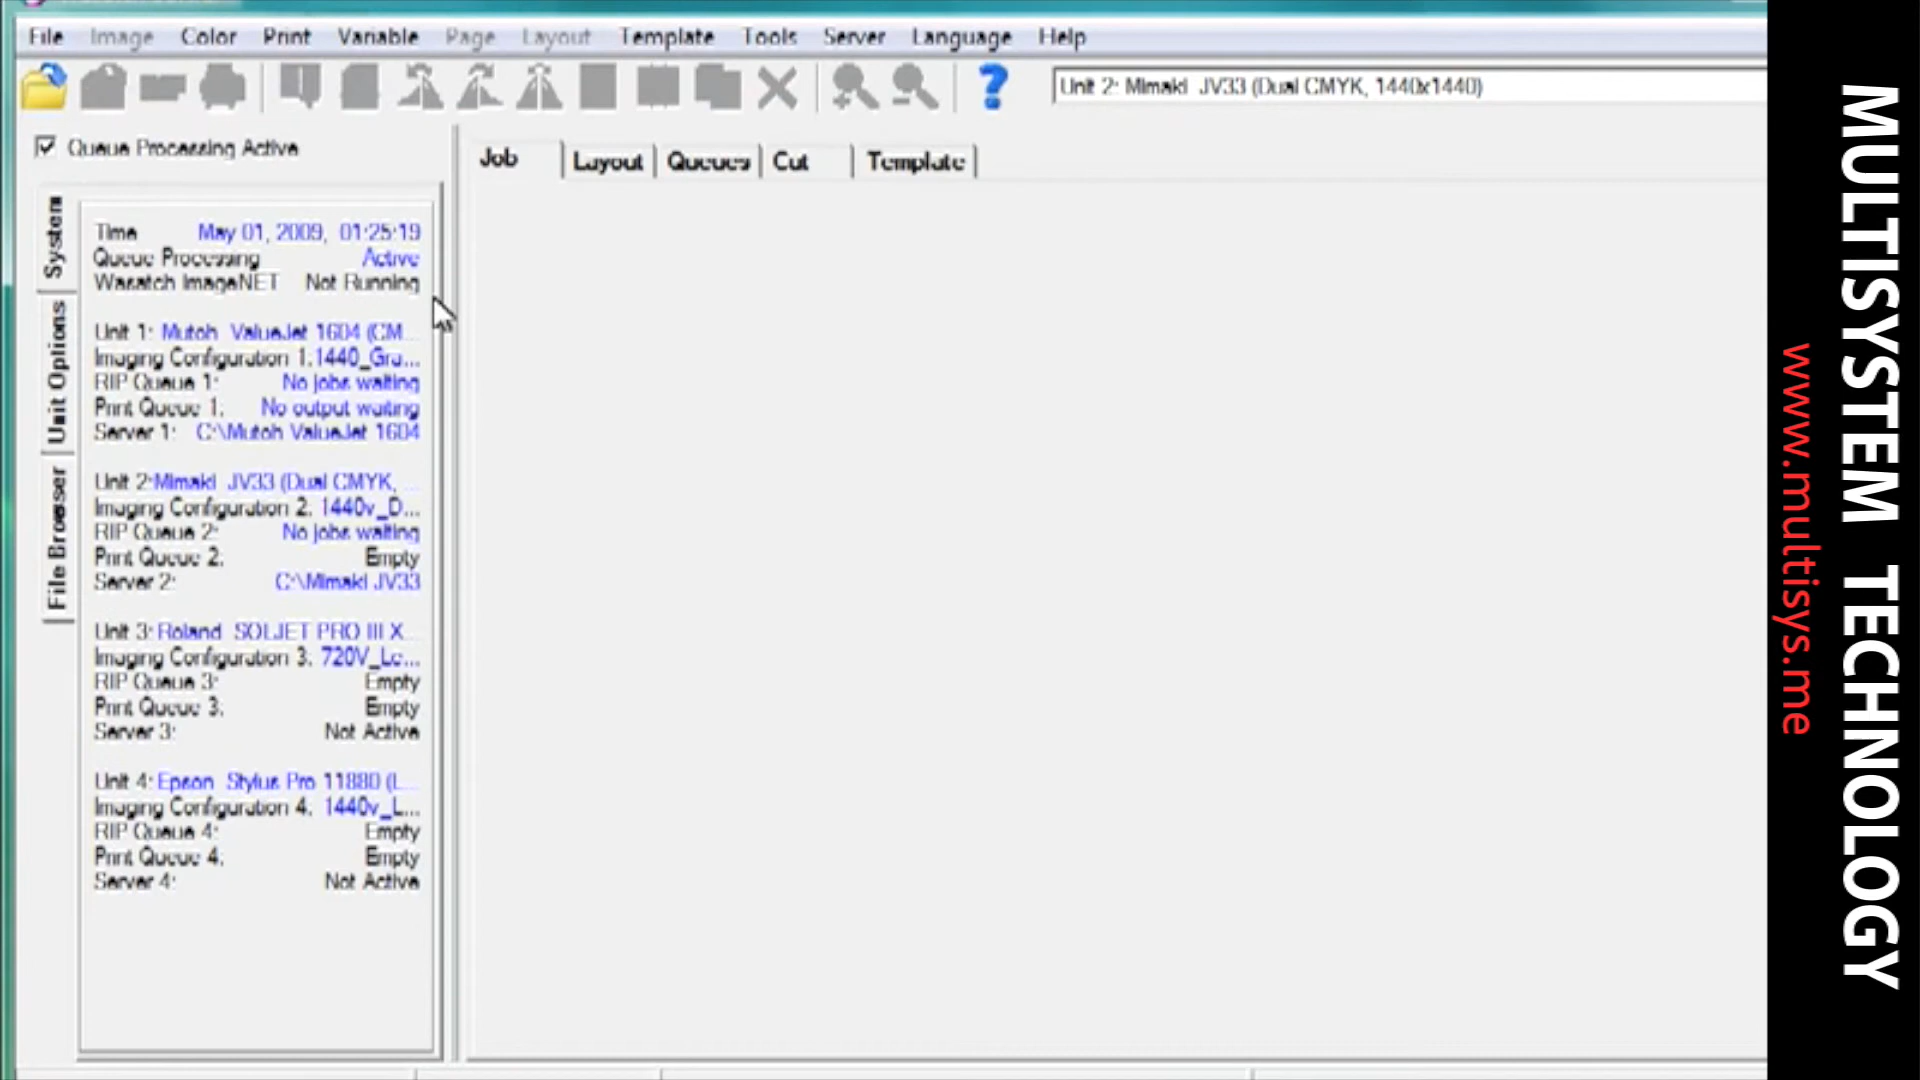 File Image Color Print Variable Page Layout Template Tools Server Language Help
Unit 2: Mimaki JV33 (Dual CMYK, 1440x1440)
Queue Processing Active
Job Layout Queues Cut Template
System
Unit Options
File Browser
Time May 01, 2009, 01:25:19
Queue Processing Active
Wasatch ImageNET Not Running
Unit 1: Mutoh ValueJet 1604 (CM...
Imaging Configuration 1: 1440_Gra...
RIP Queue 1: No jobs waiting
Print Queue 1: No output waiting
Server 1: C:\Mutoh ValueJet 1604
Unit 2: Mimaki JV33 (Dual CMYK, ...
Imaging Configuration 2: 1440v_D...
RIP Queue 2: No jobs waiting
Print Queue 2: Empty
Server 2: C:\Mimaki JV33
Unit 3: Roland SOLJET PRO III X...
Imaging Configuration 3: 720V_Lc...
RIP Queue 3: Empty
Print Queue 3: Empty
Server 3: Not Active
Unit 4: Epson Stylus Pro 11880 (L...
Imaging Configuration 4: 1440v_L...
RIP Queue 4: Empty
Print Queue 4: Empty
Server 4: Not Active
MULTISYSTEM TECHNOLOGY
www.multisys.me